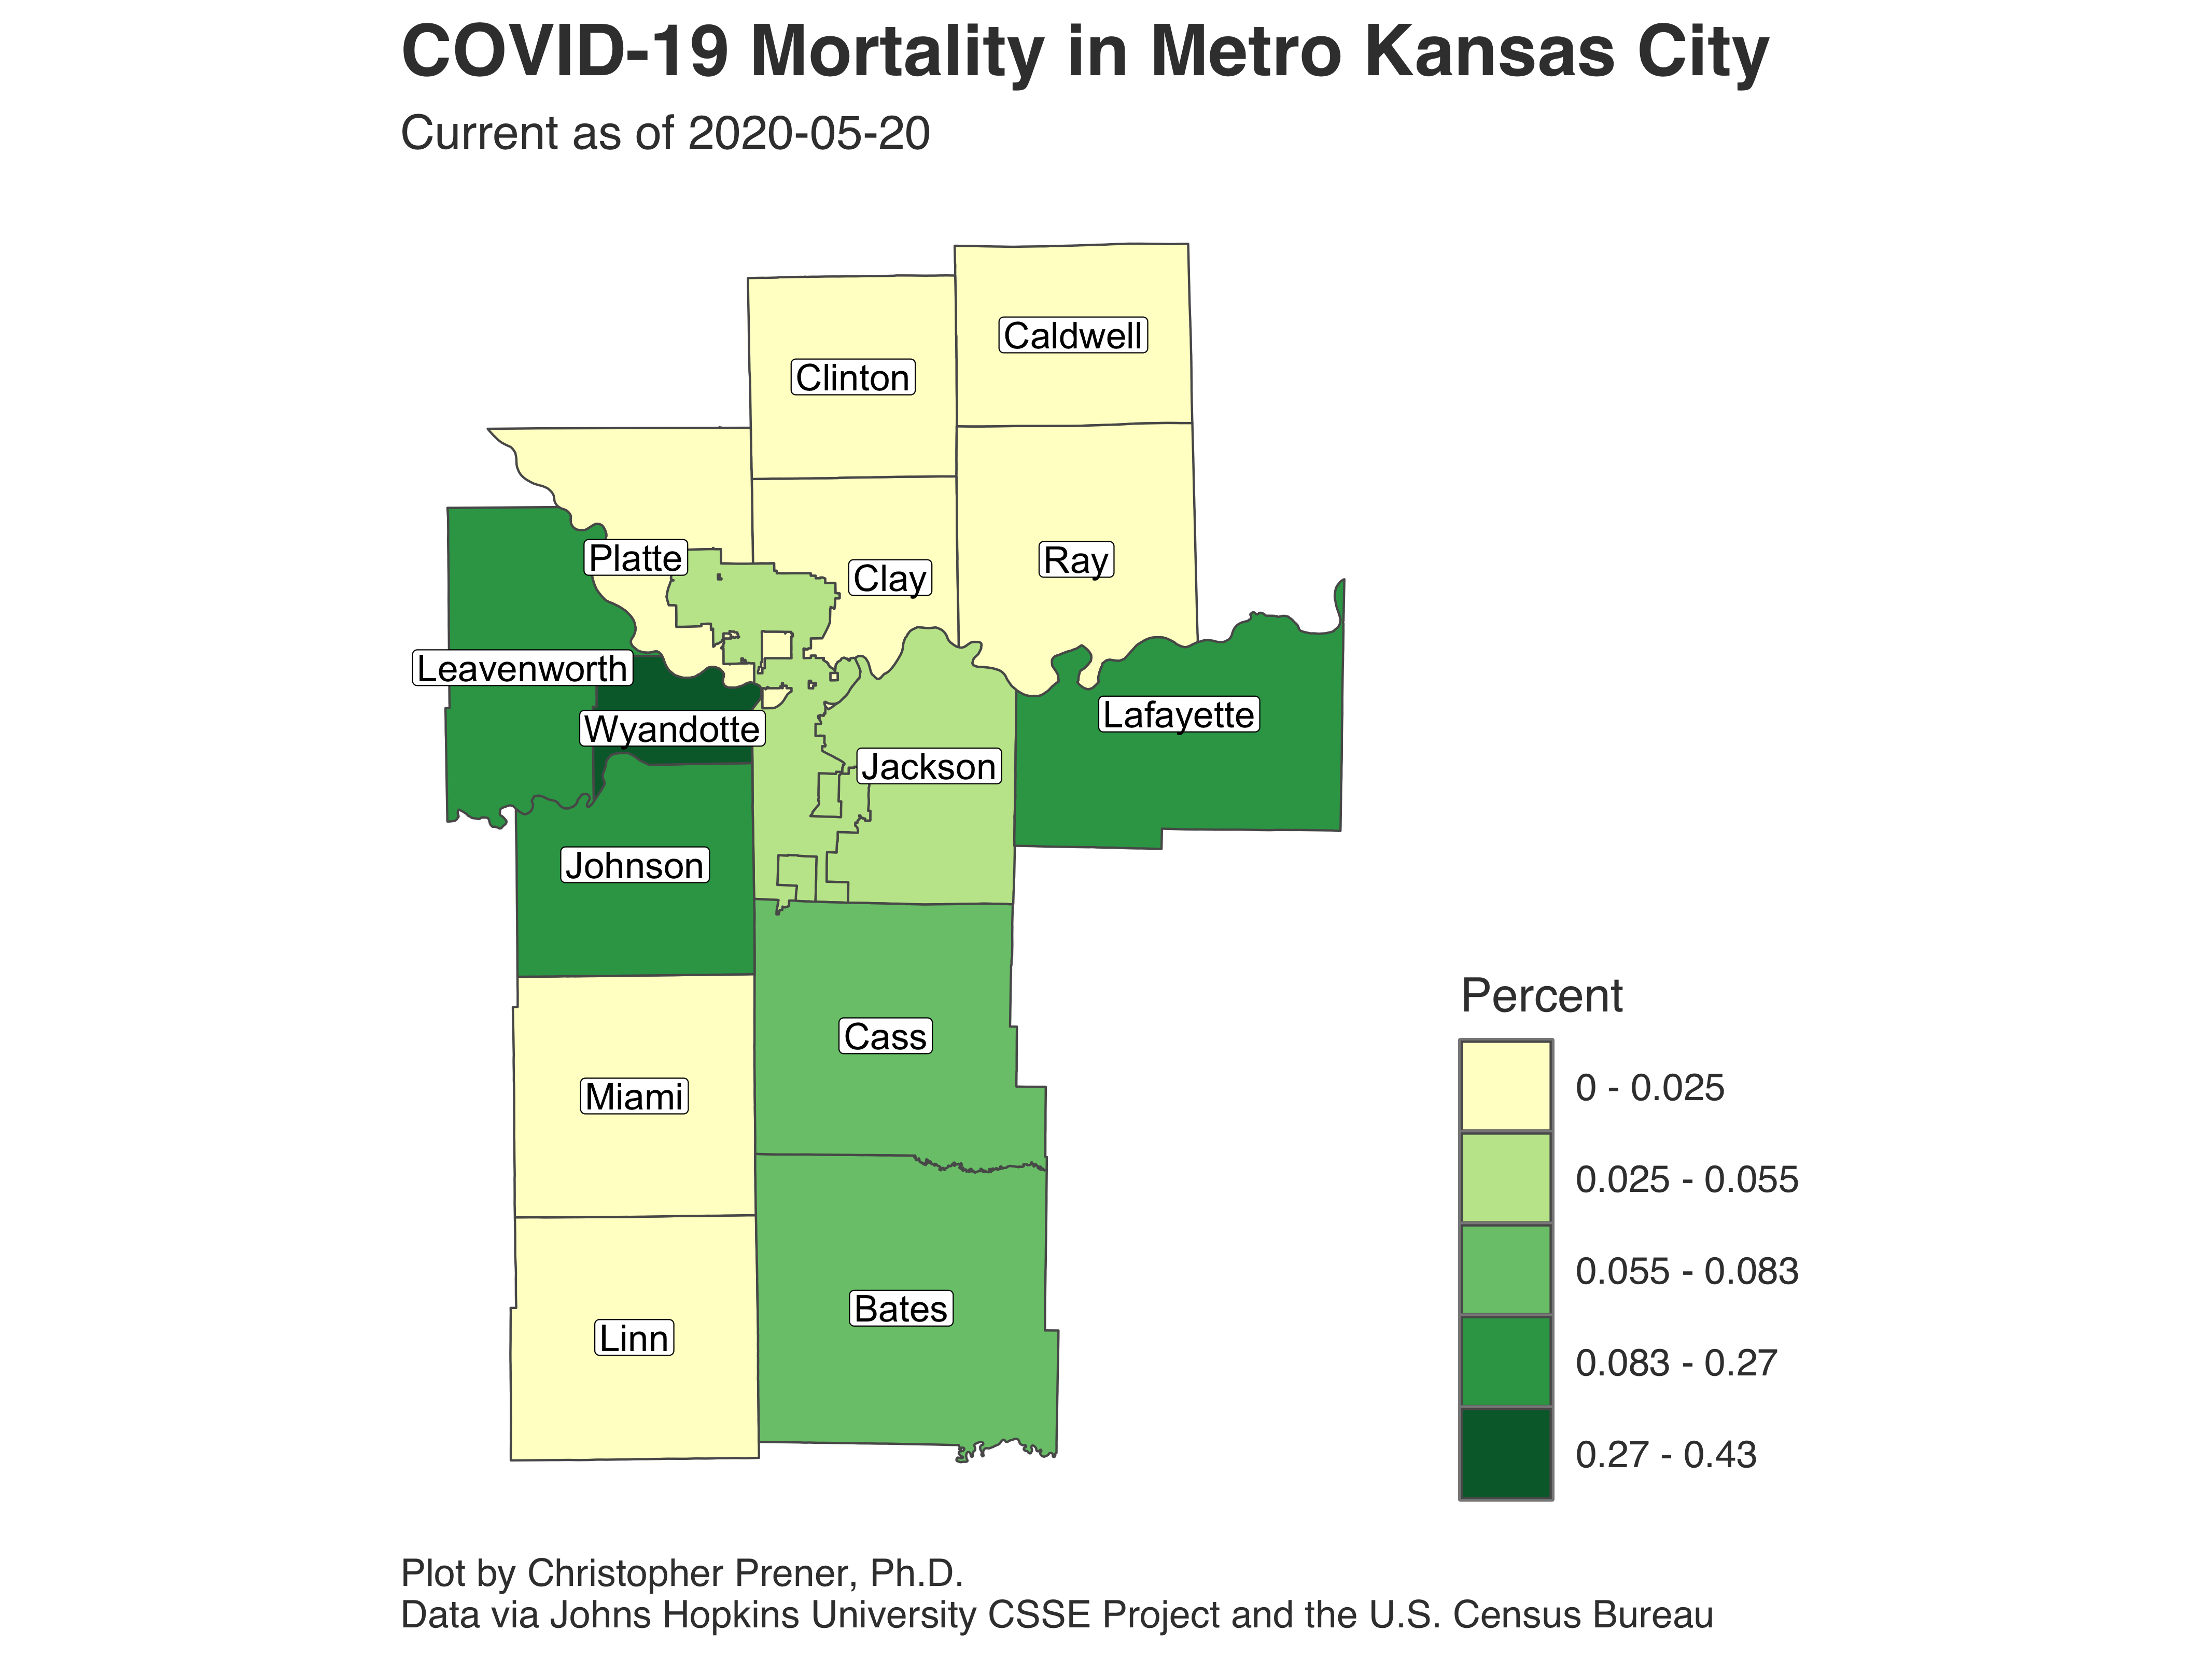 COVID-19 Mortality in Metro Kansas City
Current as of 2020-05-20
Caldwell
Clinton
Platte
Clay
Ray
Leavenworth
Wyandotte
Lafayette
Jackson
Johnson
Cass
Miami
Bates
Linn
Percent
0 - 0.025
0.025 - 0.055
0.055 - 0.083
0.083 - 0.27
0.27 - 0.43
Plot by Christopher Prener, Ph.D.
Data via Johns Hopkins University CSSE Project and the U.S. Census Bureau